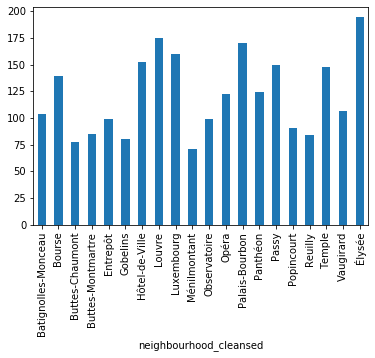 200
175
150
125
100
75
50
25
0
Batignolles-Monceau
Bourse
Buttes-Chaumont
Buttes-Montmartre
Entrepôt
Gobelins
Hôtel-de-Ville
Louvre
Luxembourg
Ménilmontant
Observatoire
Opéra
Palais-Bourbon
Panthéon
Passy
Popincourt
Reuilly
Temple
Vaugirard
Élysée
neighbourhood_cleansed